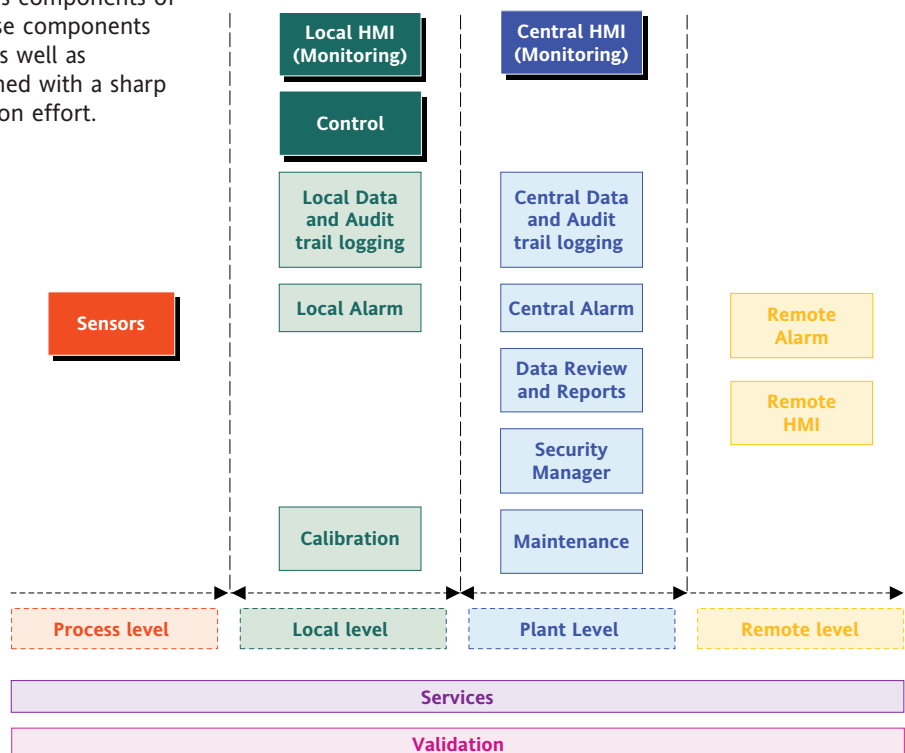 s components of
se components
s well as
ned with a sharp
on effort.
Local HMI
(Monitoring)
Central HMI
(Monitoring)
Control
Local Data
and Audit
trail logging
Central Data
and Audit
trail logging
Sensors
Local Alarm
Central Alarm
Remote
Alarm
Data Review
and Reports
Remote
HMI
Security
Manager
Calibration
Maintenance
Process level
Local level
Plant Level
Remote level
Services
Validation